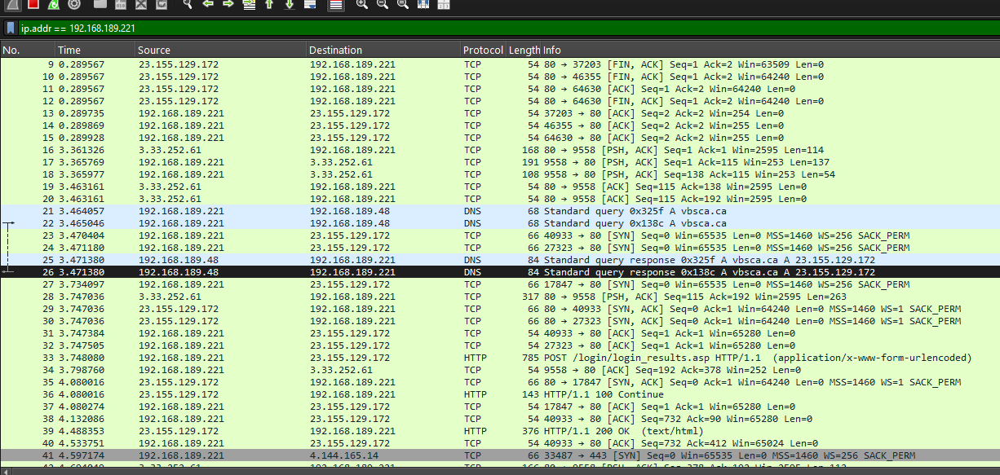 ip.addr == 192.168.189.221
No. Time Source Destination Protocol Length Info
9 0.289567 23.155.129.172 192.168.189.221 TCP 54 80 → 37203 [FIN, ACK] Seq=1 Ack=2 Win=63509 Len=0
10 0.289567 23.155.129.172 192.168.189.221 TCP 54 80 → 46355 [FIN, ACK] Seq=1 Ack=2 Win=64240 Len=0
11 0.289567 23.155.129.172 192.168.189.221 TCP 54 80 → 64630 [ACK] Seq=1 Ack=2 Win=64240 Len=0
12 0.289567 23.155.129.172 192.168.189.221 TCP 54 80 → 64630 [FIN, ACK] Seq=1 Ack=2 Win=64240 Len=0
13 0.289735 192.168.189.221 23.155.129.172 TCP 54 37203 → 80 [ACK] Seq=2 Ack=2 Win=254 Len=0
14 0.289869 192.168.189.221 23.155.129.172 TCP 54 46355 → 80 [ACK] Seq=2 Ack=2 Win=255 Len=0
15 0.289928 192.168.189.221 23.155.129.172 TCP 54 64630 → 80 [ACK] Seq=2 Ack=2 Win=255 Len=0
16 3.361326 3.33.252.61 192.168.189.221 TCP 168 80 → 9558 [PSH, ACK] Seq=1 Ack=1 Win=2595 Len=114
17 3.365769 192.168.189.221 3.33.252.61 TCP 191 9558 → 80 [PSH, ACK] Seq=1 Ack=115 Win=253 Len=137
18 3.365977 192.168.189.221 3.33.252.61 TCP 108 9558 → 80 [PSH, ACK] Seq=138 Ack=115 Win=253 Len=54
19 3.463161 3.33.252.61 192.168.189.221 TCP 54 80 → 9558 [ACK] Seq=115 Ack=138 Win=2595 Len=0
20 3.463161 3.33.252.61 192.168.189.221 TCP 54 80 → 9558 [ACK] Seq=115 Ack=192 Win=2595 Len=0
21 3.464057 192.168.189.221 192.168.189.48 DNS 68 Standard query 0x325f A vbsca.ca
22 3.465046 192.168.189.221 192.168.189.48 DNS 68 Standard query 0x138c A vbsca.ca
23 3.470404 192.168.189.221 23.155.129.172 TCP 66 40933 → 80 [SYN] Seq=0 Win=65535 Len=0 MSS=1460 WS=256 SACK_PERM
24 3.471180 192.168.189.221 23.155.129.172 TCP 66 27323 → 80 [SYN] Seq=0 Win=65535 Len=0 MSS=1460 WS=256 SACK_PERM
25 3.471380 192.168.189.48 192.168.189.221 DNS 84 Standard query response 0x325f A vbsca.ca A 23.155.129.172
26 3.471380 192.168.189.48 192.168.189.221 DNS 84 Standard query response 0x138c A vbsca.ca A 23.155.129.172
27 3.734097 192.168.189.221 23.155.129.172 TCP 66 17847 → 80 [SYN] Seq=0 Win=65535 Len=0 MSS=1460 WS=256 SACK_PERM
28 3.747036 3.33.252.61 192.168.189.221 TCP 317 80 → 9558 [PSH, ACK] Seq=115 Ack=192 Win=2595 Len=263
29 3.747036 23.155.129.172 192.168.189.221 TCP 66 80 → 40933 [SYN, ACK] Seq=0 Ack=1 Win=64240 Len=0 MSS=1460 WS=1 SACK_PERM
30 3.747036 23.155.129.172 192.168.189.221 TCP 66 80 → 27323 [SYN, ACK] Seq=0 Ack=1 Win=64240 Len=0 MSS=1460 WS=1 SACK_PERM
31 3.747384 192.168.189.221 23.155.129.172 TCP 54 40933 → 80 [ACK] Seq=1 Ack=1 Win=65280 Len=0
32 3.747505 192.168.189.221 23.155.129.172 TCP 54 27323 → 80 [ACK] Seq=1 Ack=1 Win=65280 Len=0
33 3.748080 192.168.189.221 23.155.129.172 HTTP 785 POST /login/login_results.asp HTTP/1.1 (application/x-www-form-urlencoded)
34 3.798760 192.168.189.221 3.33.252.61 TCP 54 9558 → 80 [ACK] Seq=192 Ack=378 Win=252 Len=0
35 4.080016 23.155.129.172 192.168.189.221 TCP 66 80 → 17847 [SYN, ACK] Seq=0 Ack=1 Win=64240 Len=0 MSS=1460 WS=1 SACK_PERM
36 4.080016 23.155.129.172 192.168.189.221 HTTP 143 HTTP/1.1 100 Continue
37 4.080274 192.168.189.221 23.155.129.172 TCP 54 17847 → 80 [ACK] Seq=1 Ack=1 Win=65280 Len=0
38 4.132086 192.168.189.221 23.155.129.172 TCP 54 40933 → 80 [ACK] Seq=732 Ack=90 Win=65280 Len=0
39 4.488353 23.155.129.172 192.168.189.221 HTTP 376 HTTP/1.1 200 OK (text/html)
40 4.533751 192.168.189.221 23.155.129.172 TCP 54 40933 → 80 [ACK] Seq=732 Ack=412 Win=65024 Len=0
41 4.597174 192.168.189.221 4.144.165.14 TCP 66 33487 → 443 [SYN] Seq=0 Win=65535 Len=0 MSS=1460 WS=256 SACK_PERM